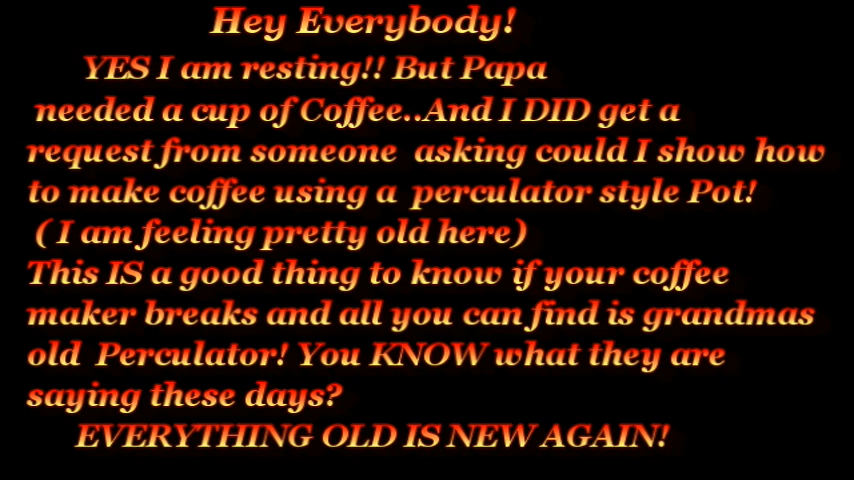 Hey Everybody!
YES I am resting!! But Papa
needed a cup of Coffee..And I DID get a
request from someone asking could I show how
to make coffee using a perculator style Pot!
( I am feeling pretty old here)
This IS a good thing to know if your coffee
maker breaks and all you can find is grandmas
old Perculator! You KNOW what they are
saying these days?
EVERYTHING OLD IS NEW AGAIN!